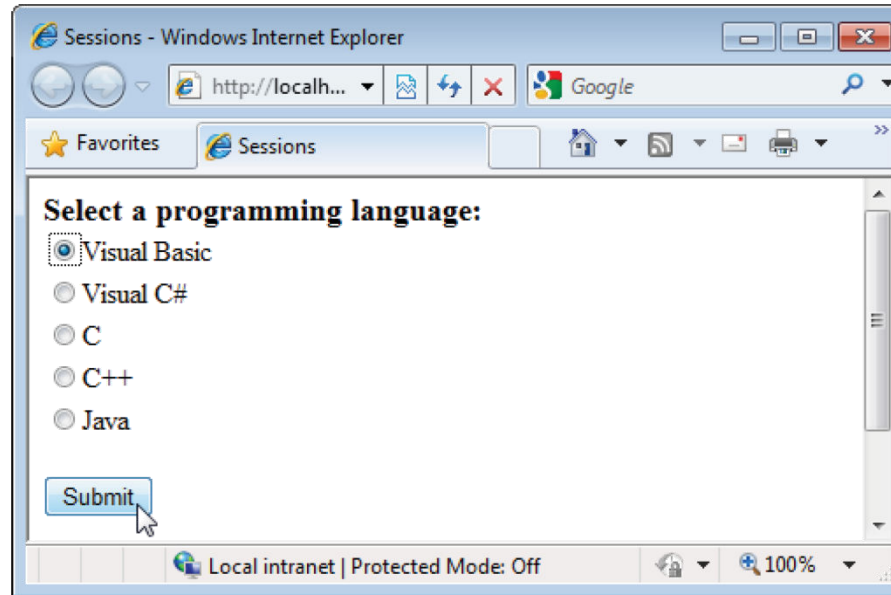 Sessions - Windows Internet Explorer
http://localh...
Google
Favorites
Sessions
Select a programming language:
Visual Basic
Visual C#
C
C++
Java
Submit
Local intranet | Protected Mode: Off
100%